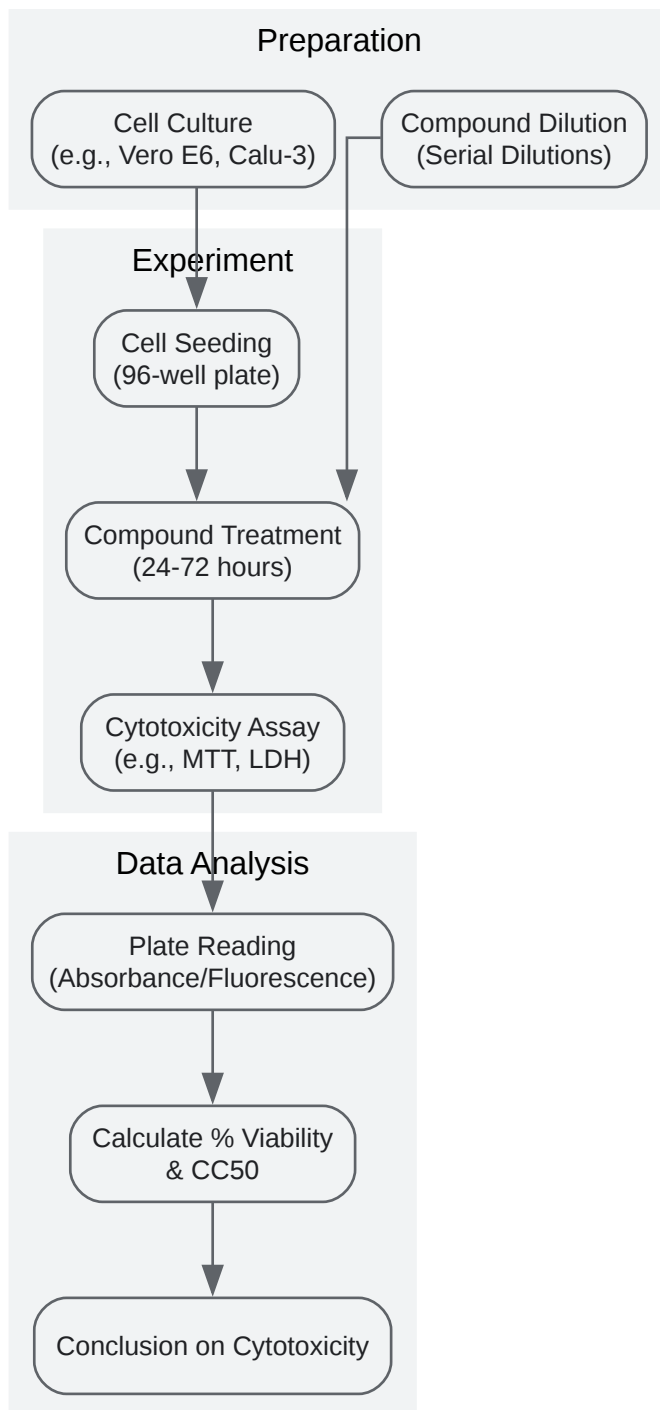 Preparation
Cell Culture
(e.g., Vero E6, Calu-3)
Compound Dilution
(Serial Dilutions)
Experiment
Cell Seeding
(96-well plate)
Compound Treatment
(24-72 hours)
Cytotoxicity Assay
(e.g., MTT, LDH)
Data Analysis
Plate Reading
(Absorbance/Fluorescence)
Calculate % Viability
& CC50
Conclusion on Cytotoxicity